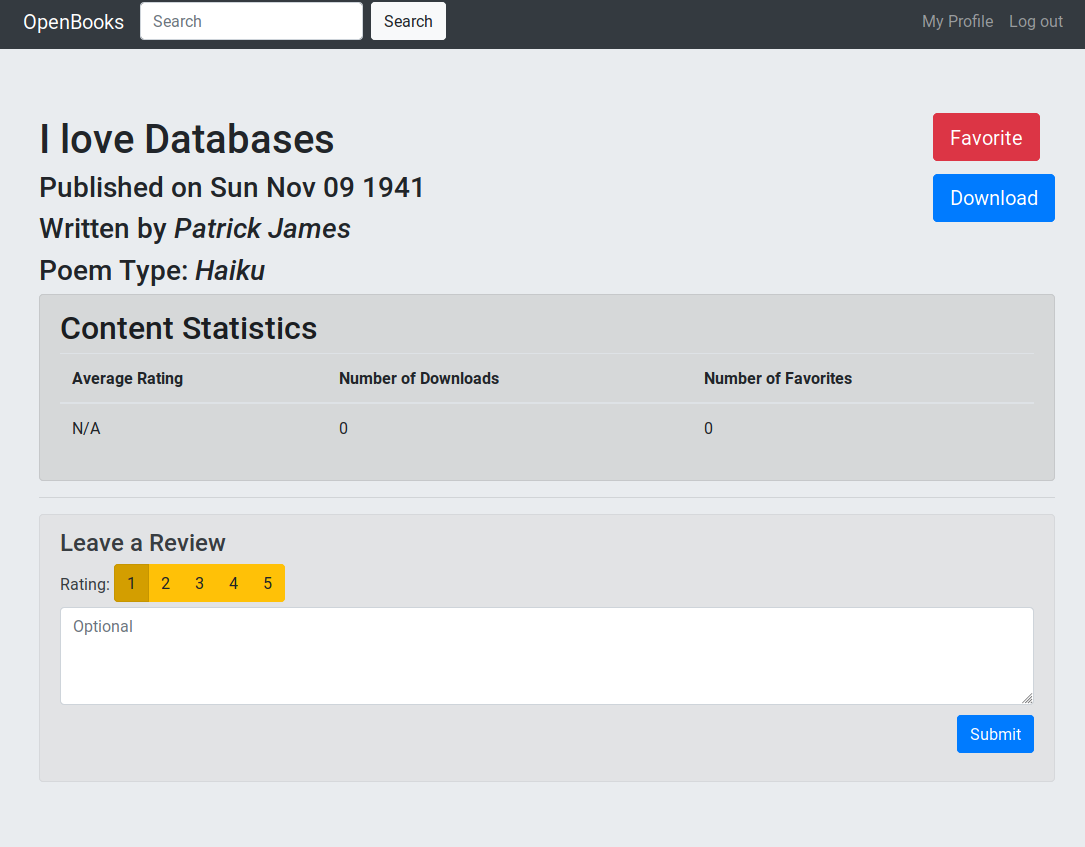 OpenBooks Search Search My Profile Log out
I love Databases Favorite
Published on Sun Nov 09 1941
Download
Written by Patrick James
Poem Type: Haiku
Content Statistics
Average Rating Number of Downloads Number of Favorites
N/A 0 0
Leave a Review
Rating: 1 2 3 4 5
Optional
Submit